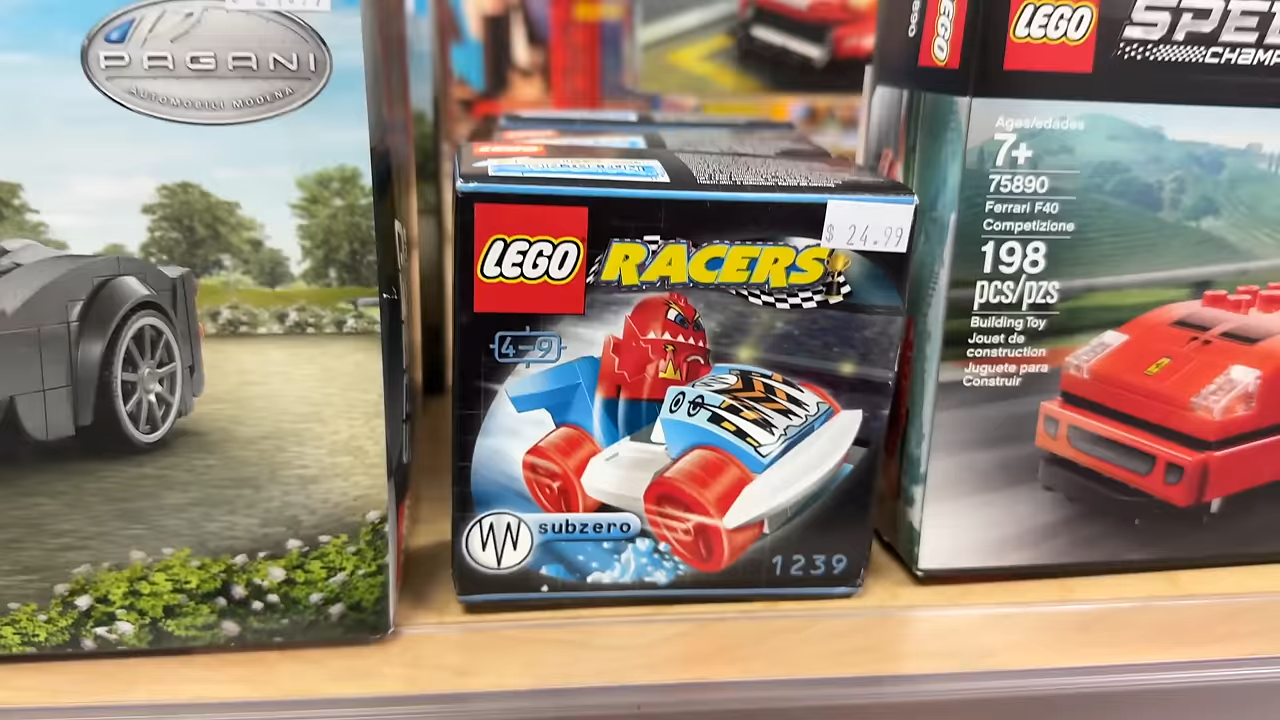 PAGANI
AUTOMOBILI MODENA
LEGO
RACERS
$ 24.99
4-9
subzero
1239
LEGO
LEGO
SPEE
CHAMP
Ages/edades
7+
75890
Ferrari F40
Competizione
198
pcs/pzs
Building Toy
Jouet de
construction
Juguete para
Construir